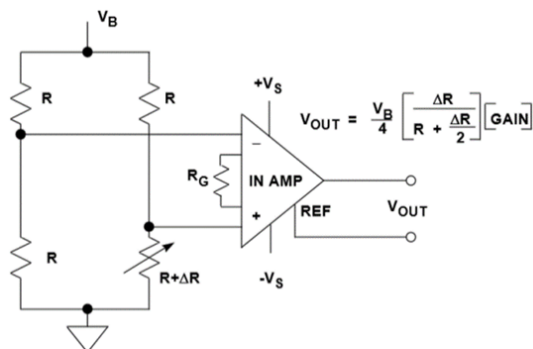 V_B
R
R
+V_S
V_OUT = V_B/4 [ΔR / (R + ΔR/2)] [GAIN]
−
R_G
IN AMP
+
REF
V_OUT
R
R+ΔR
-V_S